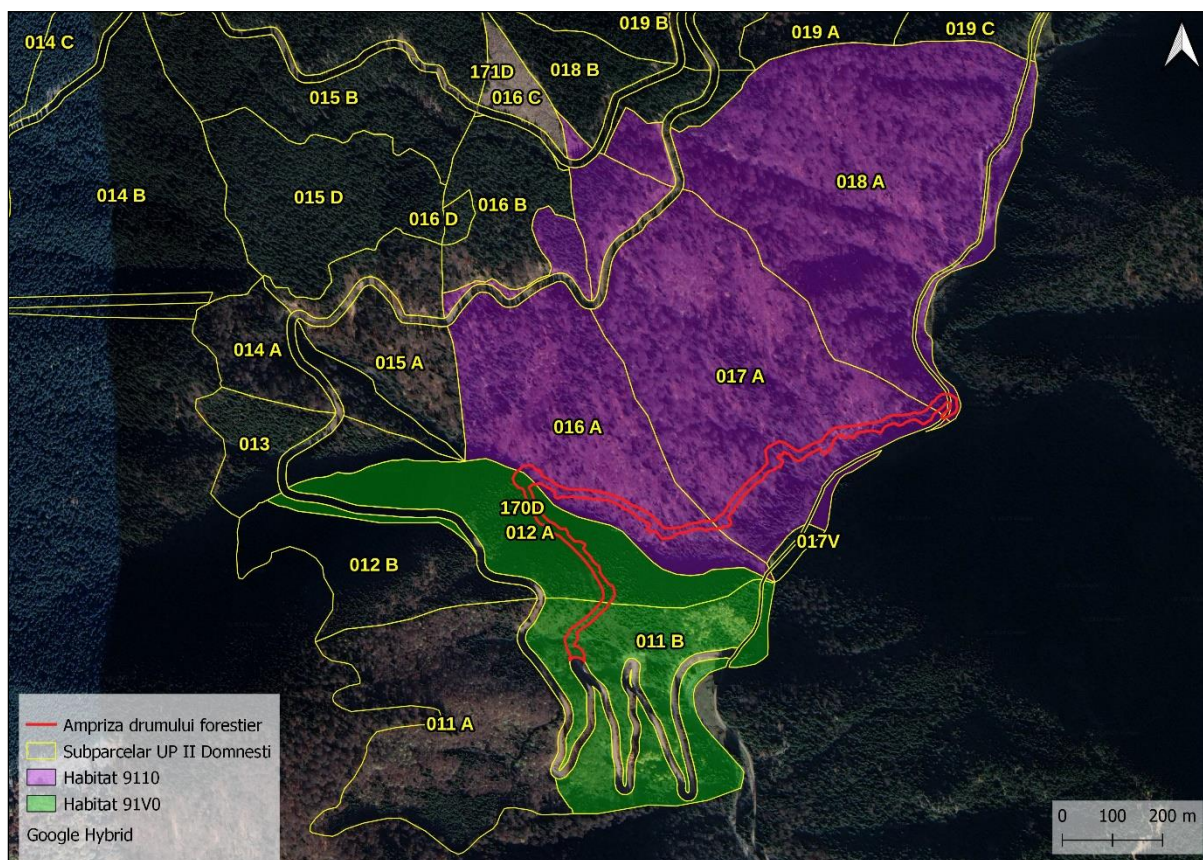 014 C
019 B
019 A
019 C
171D
018 B
015 B
016 C
014 B
015 D
016 D
016 B
018 A
014 A
015 A
017 A
013
016 A
170D
012 A
017V
012 B
011 B
011 A
Ampriza drumului forestier
Subparcelar UP II Domnesti
Habitat 9110
Habitat 91V0
Google Hybrid
0 100 200 m